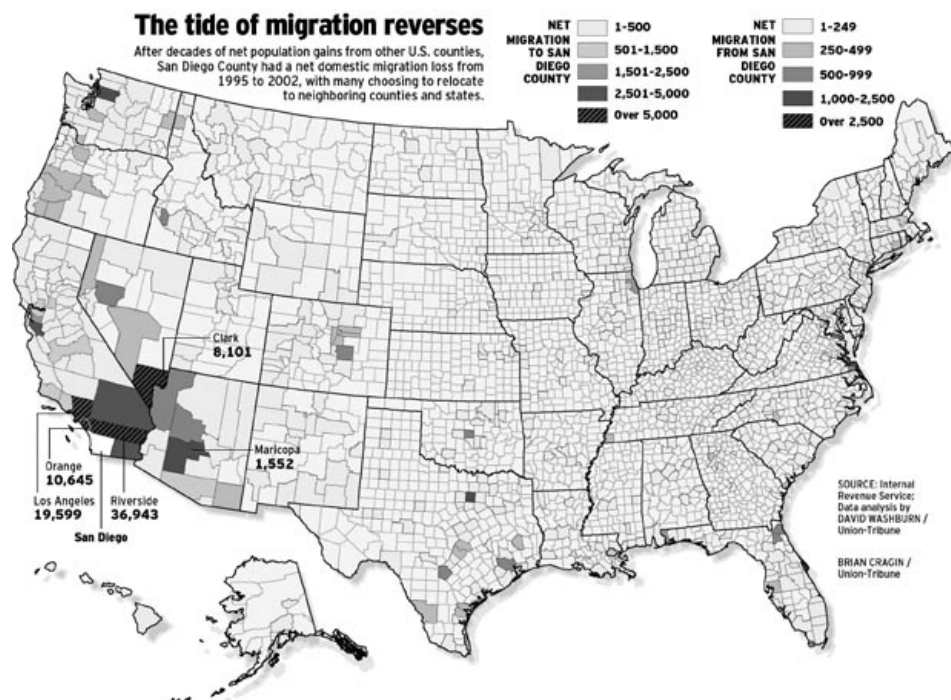 The tide of migration reverses
After decades of net population gains from other U.S. counties,
San Diego County had a net domestic migration loss from
1995 to 2002, with many choosing to relocate
to neighboring counties and states.
NET
MIGRATION
TO SAN
DIEGO
COUNTY
1-500
501-1,500
1,501-2,500
2,501-5,000
Over 5,000
NET
MIGRATION
FROM SAN
DIEGO
COUNTY
1-249
250-499
500-999
1,000-2,500
Over 2,500
Clark
8,101
Maricopa
1,552
Orange
10,645
Los Angeles
19,599
Riverside
36,943
San Diego
SOURCE: Internal
Revenue Service;
Data analysis by
DAVID WASHBURN /
Union-Tribune
BRIAN CRAGIN /
Union-Tribune